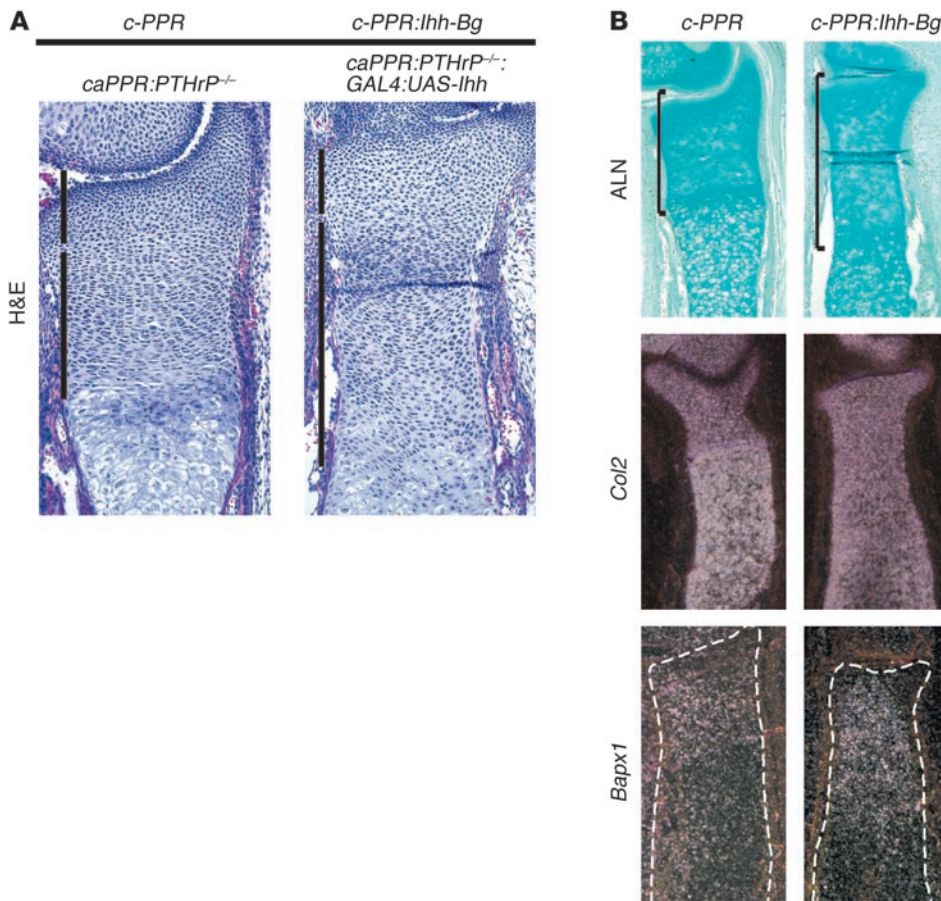 A
c-PPR
c-PPR:Ihh-Bg
caPPR:PTHrP–/–
caPPR:PTHrP–/–:
GAL4:UAS-Ihh
H&E
B
c-PPR
c-PPR:Ihh-Bg
ALN
Col2
Bapx1